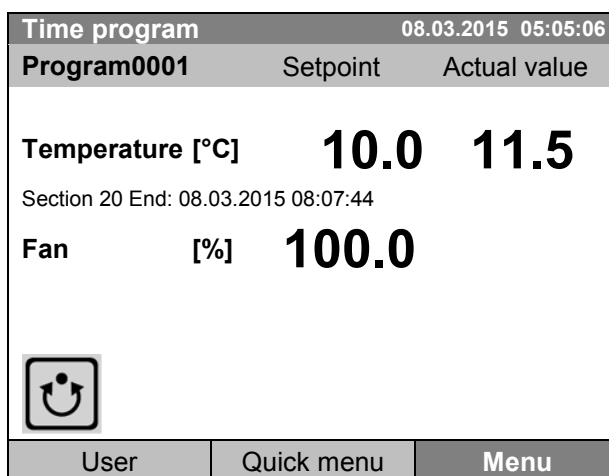 Time program 08.03.2015 05:05:06
Program0001 Setpoint Actual value
Temperature [°C] 10.0 11.5
Section 20 End: 08.03.2015 08:07:44
Fan [%] 100.0
User Quick menu Menu